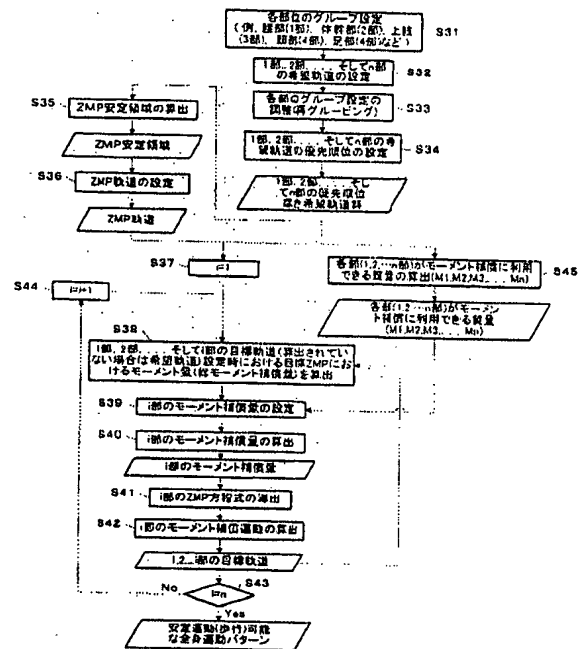 各部位のグループ設定
(例、腰部(1部)、体幹部(2部)、上肢
(3部)、頭部(4部)、足部(4部)など)
S31
1部、2部、...、そしてn部
の希望軌道の設定
S32
各部のグループ設定の
調整(再グルーピング)
S33
1部、2部、...、そしてn部の希
望軌道の優先順位の設定
S34
1部、2部、...、そし
てn部の優先順位
S35
ZMP安定領域の算出
ZMP安定領域
S36
ZMP軌道の設定
ZMP軌道
S37
i=1
S44
i=i+1
各部(1,2,…n部)がモーメント補償に利用
できる質量の算出(M1,M2,M3,...Mn)
S45
各部(1,2,…n部)がモーメン
ト補償に利用できる質量
(M1,M2,M3,...Mn)
S38
1部、2部、...、そしてi部の目標軌道(算出されてい
ない場合は希望軌道)設定時における目標ZMPにお
けるモーメント量(総モーメント補償量)を算出
S39
i部のモーメント補償量の設定
S40
i部のモーメント補償量の算出
i部のモーメント補償量
S41
i部のZMP方程式の導出
S42
i部のモーメント補償運動の算出
1,2...i部の目標軌道
S43
i=n
No
Yes
安定運動(歩行)可能
な全身運動パターン